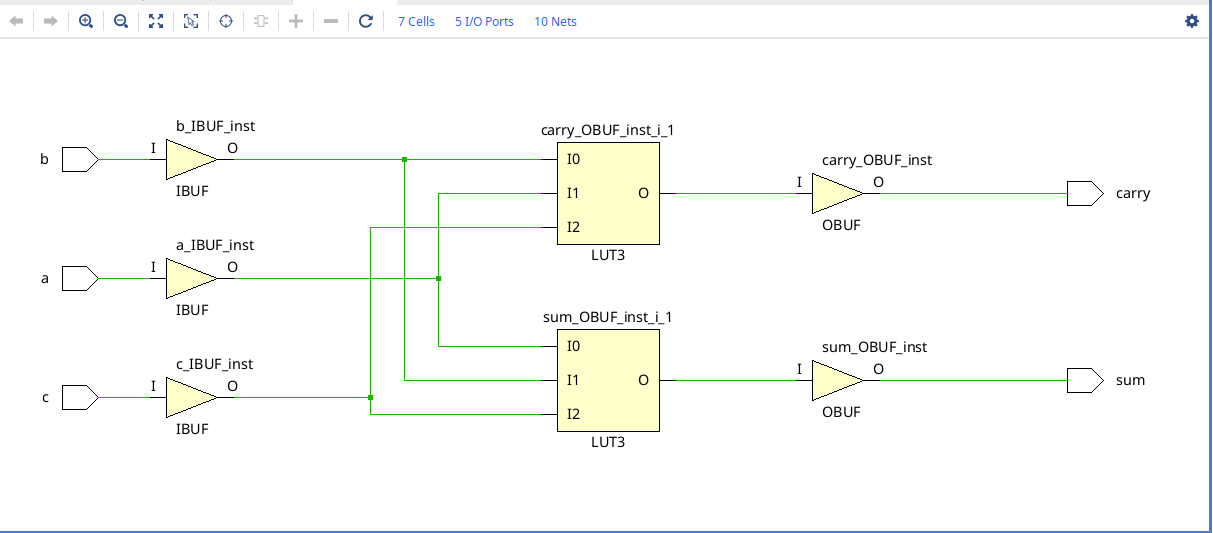 7 Cells 5 I/O Ports 10 Nets
b_IBUF_inst
b I O
IBUF
a_IBUF_inst
a I O
IBUF
c_IBUF_inst
c I O
IBUF
carry_OBUF_inst_i_1
I0
I1 O
I2
LUT3
sum_OBUF_inst_i_1
I0
I1 O
I2
LUT3
carry_OBUF_inst
I O
carry
OBUF
sum_OBUF_inst
I O
sum
OBUF